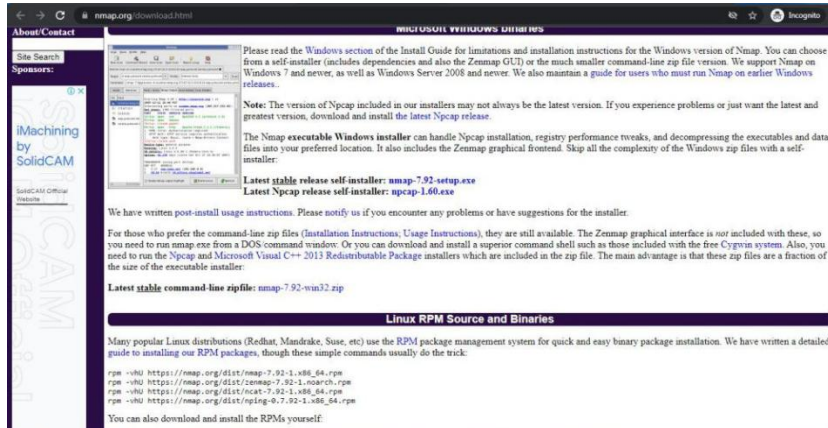 nmap.org/download.html
Incognito
About/Contact
Site Search
Sponsors:
iMachining
by
SolidCAM
SolidCAM Official
Website
Microsoft Windows binaries
Please read the Windows section of the Install Guide for limitations and installation instructions for the Windows version of Nmap. You can choose
from a self-installer (includes dependencies and also the Zenmap GUI) or the much smaller command-line zip file version. We support Nmap on
Windows 7 and newer, as well as Windows Server 2008 and newer. We also maintain a guide for users who must run Nmap on earlier Windows
releases..
Note: The version of Npcap included in our installers may not always be the latest version. If you experience problems or just want the latest and
greatest version, download and install the latest Npcap release.
The Nmap executable Windows installer can handle Npcap installation, registry performance tweaks, and decompressing the executables and data
files into your preferred location. It also includes the Zenmap graphical frontend. Skip all the complexity of the Windows zip files with a self-
installer:
Latest stable release self-installer: nmap-7.92-setup.exe
Latest Npcap release self-installer: npcap-1.60.exe
We have written post-install usage instructions. Please notify us if you encounter any problems or have suggestions for the installer.
For those who prefer the command-line zip files (Installation Instructions; Usage Instructions), they are still available. The Zenmap graphical interface is not included with these, so
you need to run nmap.exe from a DOS/command window. Or you can download and install a superior command shell such as those included with the free Cygwin system. Also, you
need to run the Npcap and Microsoft Visual C++ 2013 Redistributable Package installers which are included in the zip file. The main advantage is that these zip files are a fraction of
the size of the executable installer:
Latest stable command-line zipfile: nmap-7.92-win32.zip
Linux RPM Source and Binaries
Many popular Linux distributions (Redhat, Mandrake, Suse, etc) use the RPM package management system for quick and easy binary package installation. We have written a detailed
guide to installing our RPM packages, though these simple commands usually do the trick:
rpm -vhU https://nmap.org/dist/nmap-7.92-1.x86_64.rpm
rpm -vhU https://nmap.org/dist/zenmap-7.92-1.noarch.rpm
rpm -vhU https://nmap.org/dist/ncat-7.92-1.x86_64.rpm
rpm -vhU https://nmap.org/dist/nping-0.7.92-1.x86_64.rpm
You can also download and install the RPMs yourself: